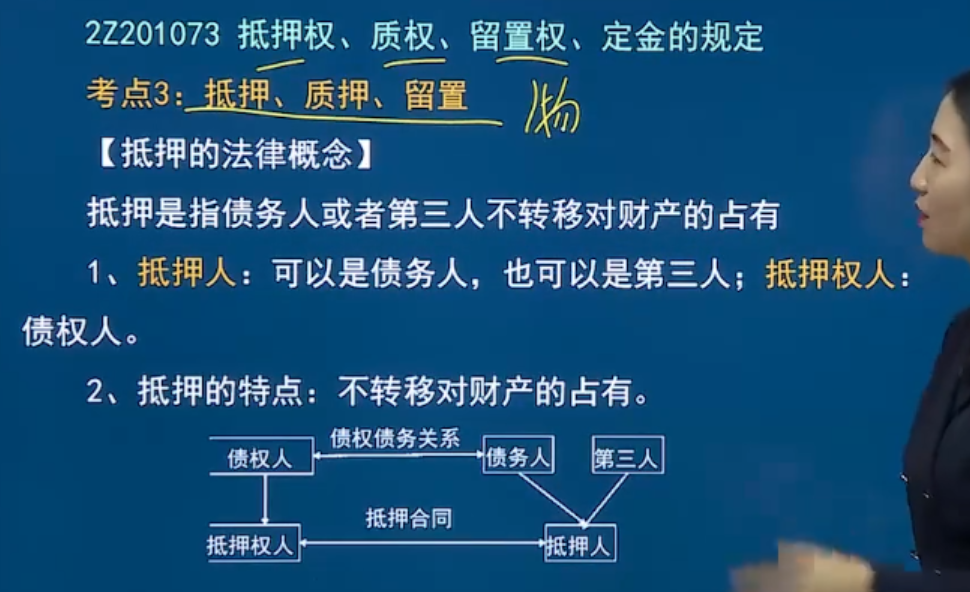 2Z201073 抵押权、质权、留置权、定金的规定
考点3：抵押、质押、留置
物
【抵押的法律概念】
抵押是指债务人或者第三人不转移对财产的占有
1、抵押人：可以是债务人，也可以是第三人；抵押权人：
债权人。
2、抵押的特点：不转移对财产的占有。
债权债务关系
债权人
债务人
第三人
抵押合同
抵押权人
抵押人